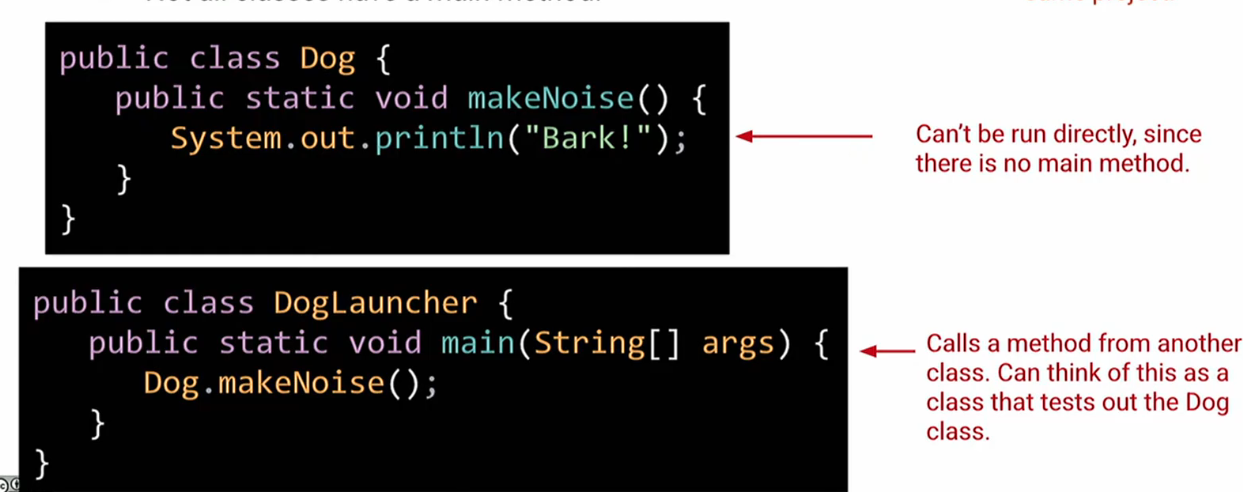 public class Dog {
public static void makeNoise() {
System.out.println("Bark!");
}
}
Can’t be run directly, since
there is no main method.
public class DogLauncher {
public static void main(String[] args) {
Dog.makeNoise();
}
}
Calls a method from another
class. Can think of this as a
class that tests out the Dog
class.